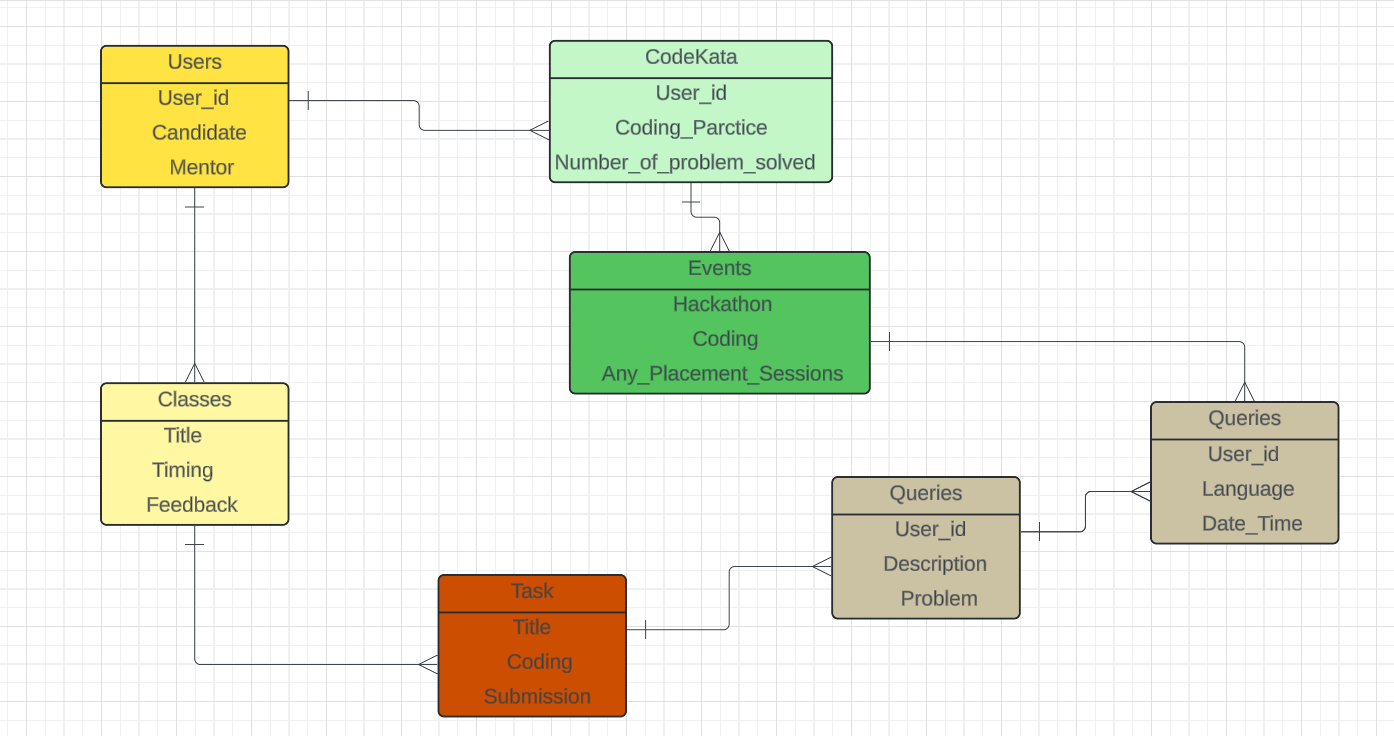 Users
User_id
Candidate
Mentor
CodeKata
User_id
Coding_Parctice
Number_of_problem_solved
Events
Hackathon
Coding
Any_Placement_Sessions
Classes
Title
Timing
Feedback
Queries
User_id
Language
Date_Time
Queries
User_id
Description
Problem
Task
Title
Coding
Submission